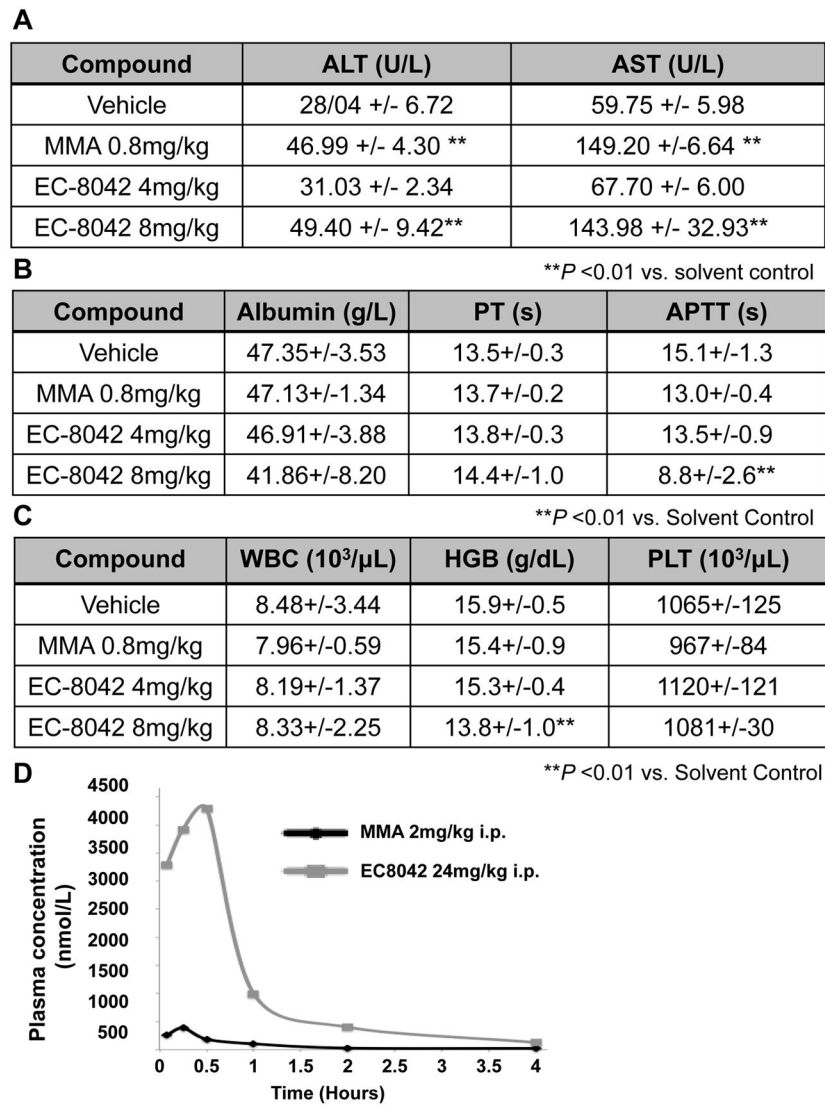 A
Compound ALT (U/L) AST (U/L)
Vehicle 28/04 +/- 6.72 59.75 +/- 5.98
MMA 0.8mg/kg 46.99 +/- 4.30 ** 149.20 +/-6.64 **
EC-8042 4mg/kg 31.03 +/- 2.34 67.70 +/- 6.00
EC-8042 8mg/kg 49.40 +/- 9.42** 143.98 +/- 32.93**
**P <0.01 vs. solvent control
B
Compound Albumin (g/L) PT (s) APTT (s)
Vehicle 47.35+/-3.53 13.5+/-0.3 15.1+/-1.3
MMA 0.8mg/kg 47.13+/-1.34 13.7+/-0.2 13.0+/-0.4
EC-8042 4mg/kg 46.91+/-3.88 13.8+/-0.3 13.5+/-0.9
EC-8042 8mg/kg 41.86+/-8.20 14.4+/-1.0 8.8+/-2.6**
**P <0.01 vs. Solvent Control
C
Compound WBC (10³/µL) HGB (g/dL) PLT (10³/µL)
Vehicle 8.48+/-3.44 15.9+/-0.5 1065+/-125
MMA 0.8mg/kg 7.96+/-0.59 15.4+/-0.9 967+/-84
EC-8042 4mg/kg 8.19+/-1.37 15.3+/-0.4 1120+/-121
EC-8042 8mg/kg 8.33+/-2.25 13.8+/-1.0** 1081+/-30
**P <0.01 vs. Solvent Control
D
4500
4000
3500
3000
2500
2000
1500
1000
500
Plasma concentration
(nmol/L)
MMA 2mg/kg i.p.
EC8042 24mg/kg i.p.
0 0.5 1 1.5 2 2.5 3 3.5 4
Time (Hours)